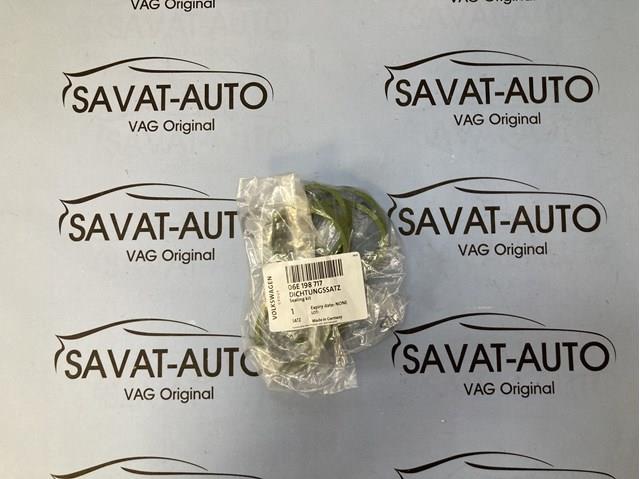 VAG Original
VAG Original
SAVAT-AUTO
VAG Original
SAVAT-AUTO
VAG Original
SAVAT-AUTO
VAG Original
SAVAT-AUTO
VAG Original
VOLKSWAGEN
06E 198 717
DICHTUNGSSATZ
Sealing kit
1
Expiry date: NONE
SATZ
Made in Germany
SAVAT-AUTO
VAG Original
SAVAT-AUTO
VAG Original